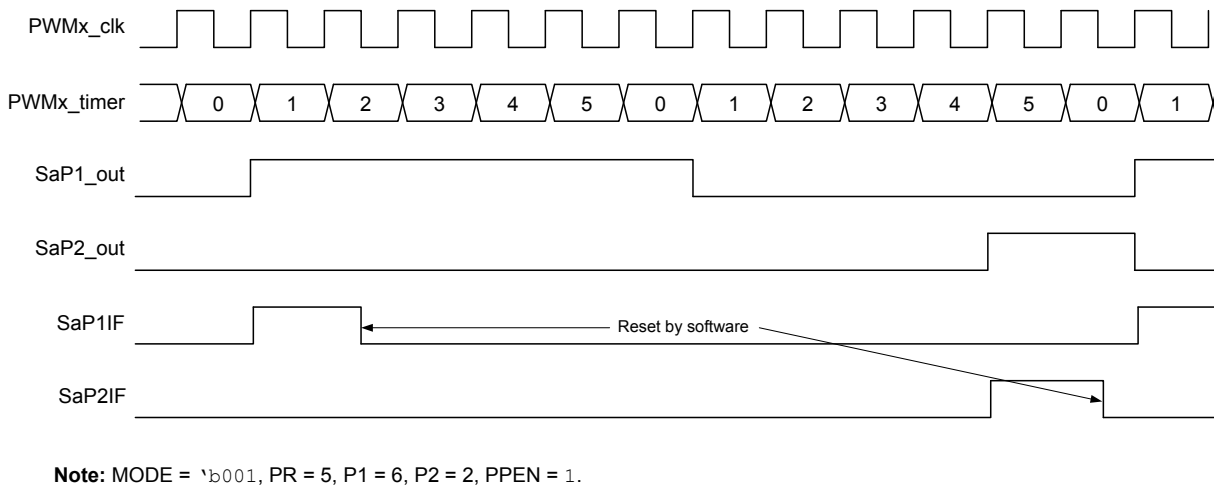 PWMx_clk
PWMx_timer 0 1 2 3 4 5 0 1 2 3 4 5 0 1
SaP1_out
SaP2_out
SaP1IF
Reset by software
SaP2IF
Note: MODE = ‘b001, PR = 5, P1 = 6, P2 = 2, PPEN = 1.